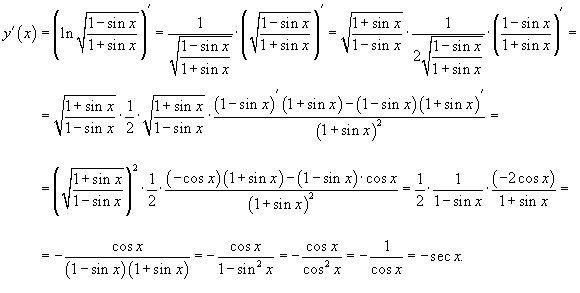 y′(x) = (ln √((1−sin x)/(1+sin x)))′ = 1/√((1−sin x)/(1+sin x)) · (√((1−sin x)/(1+sin x)))′ = √((1+sin x)/(1−sin x)) · 1/(2√((1−sin x)/(1+sin x))) · ((1−sin x)/(1+sin x))′ =
= √((1+sin x)/(1−sin x)) · 1/2 · √((1+sin x)/(1−sin x)) · ((1−sin x)′(1+sin x)−(1−sin x)(1+sin x)′)/(1+sin x)² =
= (√((1+sin x)/(1−sin x)))² · 1/2 · ((−cos x)(1+sin x)−(1−sin x)·cos x)/(1+sin x)² = 1/2 · 1/(1−sin x) · (−2cos x)/(1+sin x) =
= −cos x/((1−sin x)(1+sin x)) = −cos x/(1−sin² x) = −cos x/cos² x = −1/cos x = −sec x.